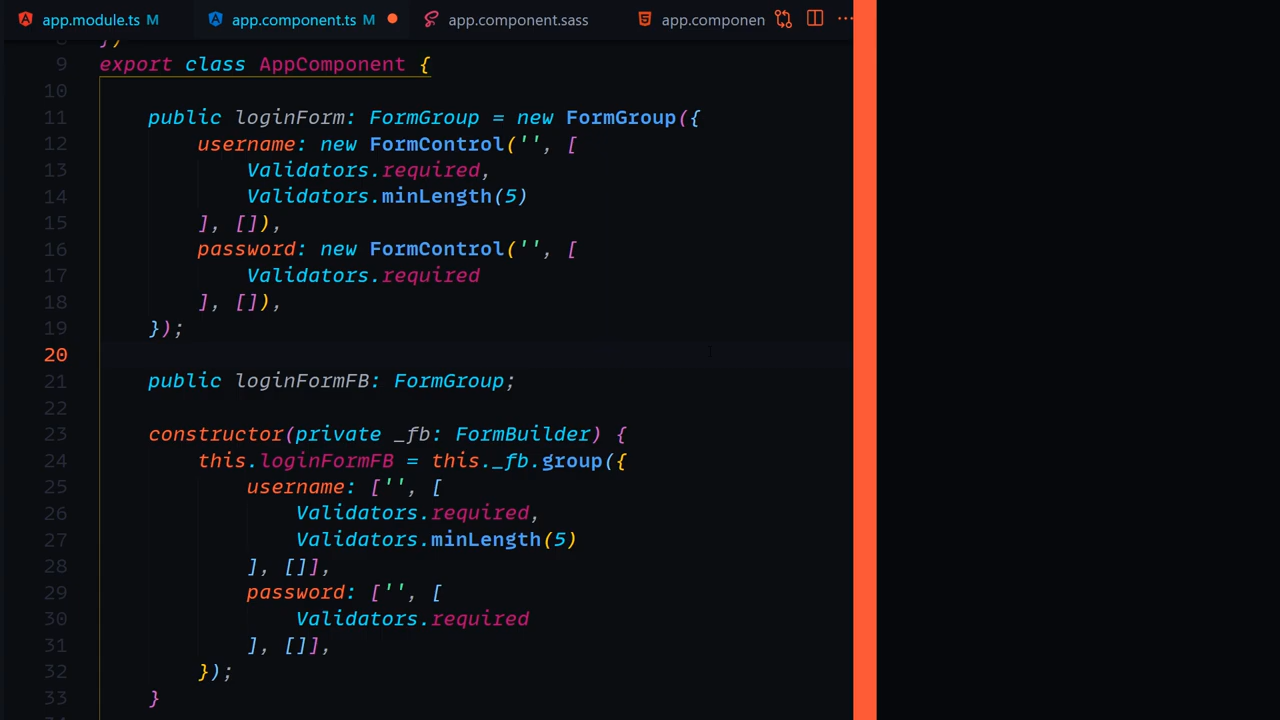 app.module.ts M app.component.ts M app.component.sass app.componen
9 export class AppComponent {
10
11 public loginForm: FormGroup = new FormGroup({
12 username: new FormControl('', [
13 Validators.required,
14 Validators.minLength(5)
15 ], []),
16 password: new FormControl('', [
17 Validators.required
18 ], []),
19 });
20
21 public loginFormFB: FormGroup;
22
23 constructor(private _fb: FormBuilder) {
24 this.loginFormFB = this._fb.group({
25 username: ['', [
26 Validators.required,
27 Validators.minLength(5)
28 ], []],
29 password: ['', [
30 Validators.required
31 ], []],
32 });
33 }